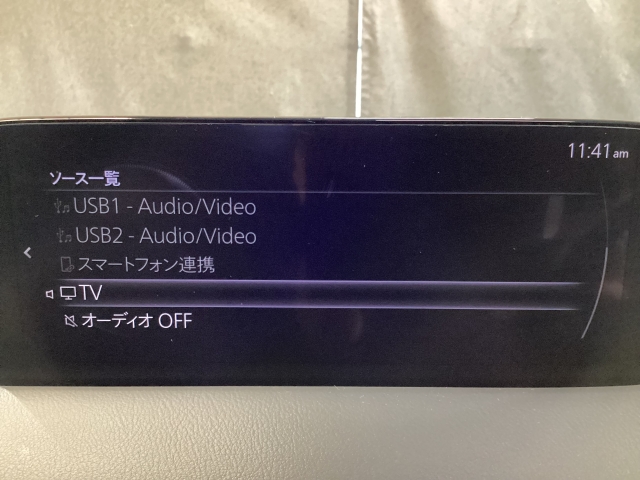 11:41 am
ソース一覧
USB1 - Audio/Video
USB2 - Audio/Video
スマートフォン連携
TV
オーディオ OFF